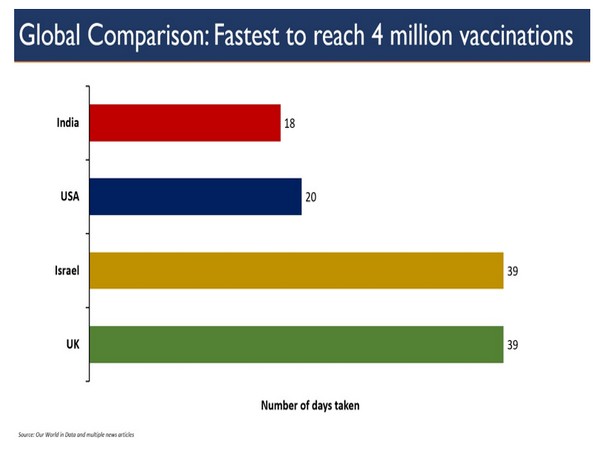 Global Comparison: Fastest to reach 4 million vaccinations
India 18
USA 20
Israel 39
UK 39
Number of days taken
Source: Our World in Data and multiple news articles